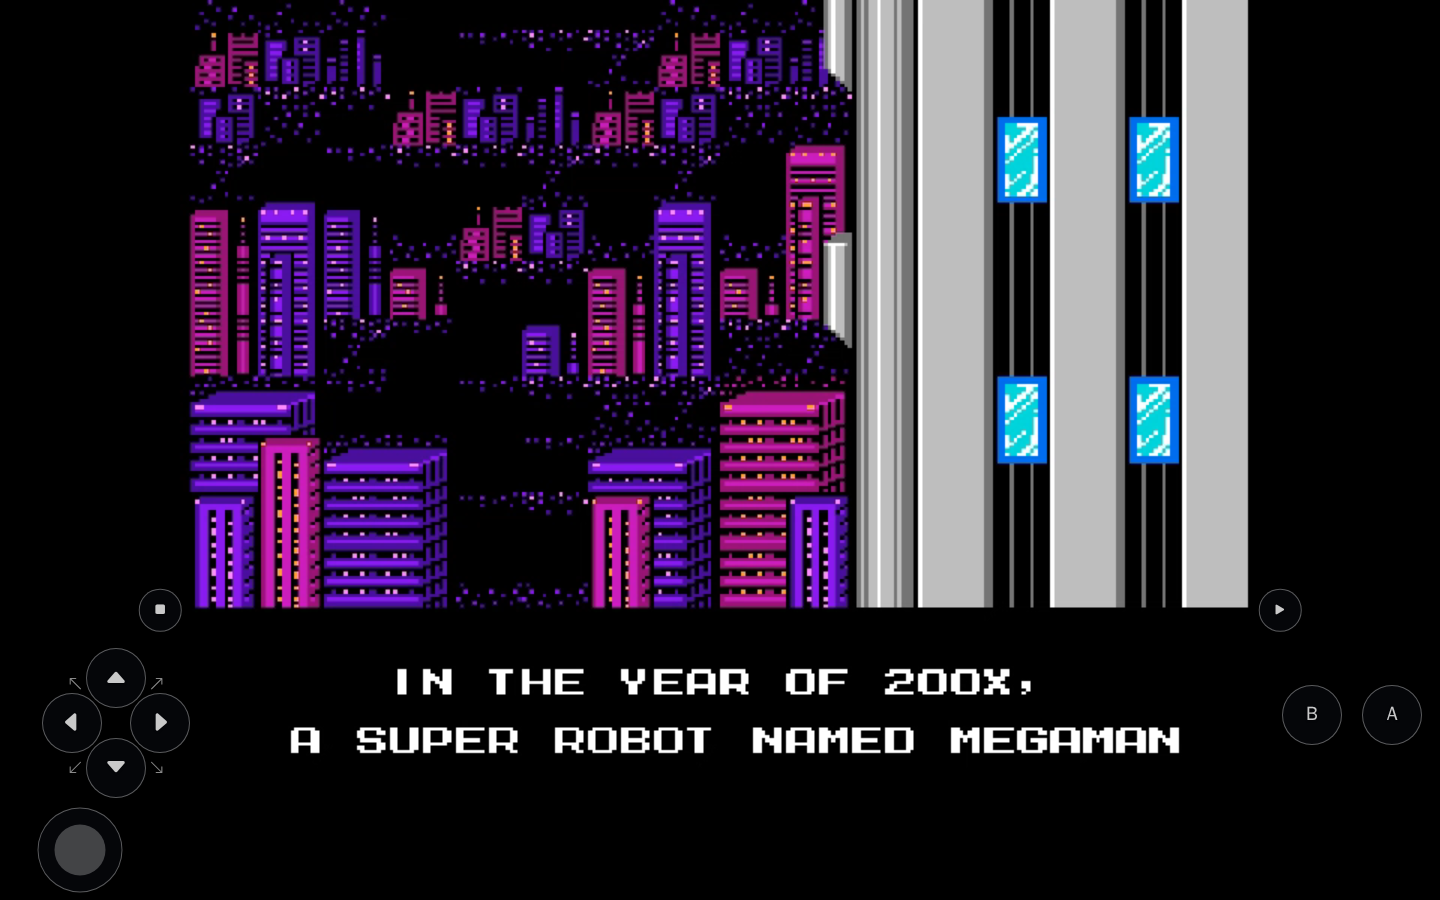 IN THE YEAR OF 200X,
A SUPER ROBOT NAMED MEGAMAN
B
A